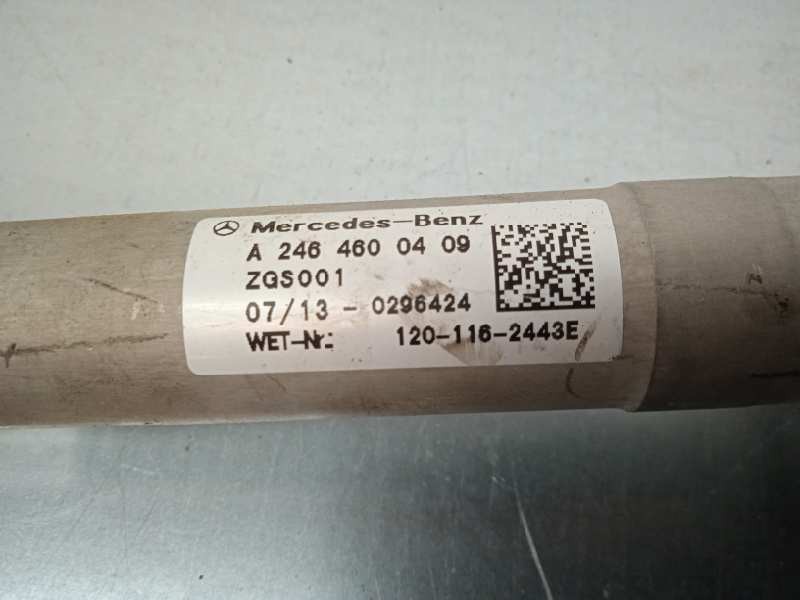 Mercedes-Benz
A 246 460 04 09
ZGS001
07/13 - 0296424
WET-Nr.: 120-116-2443E